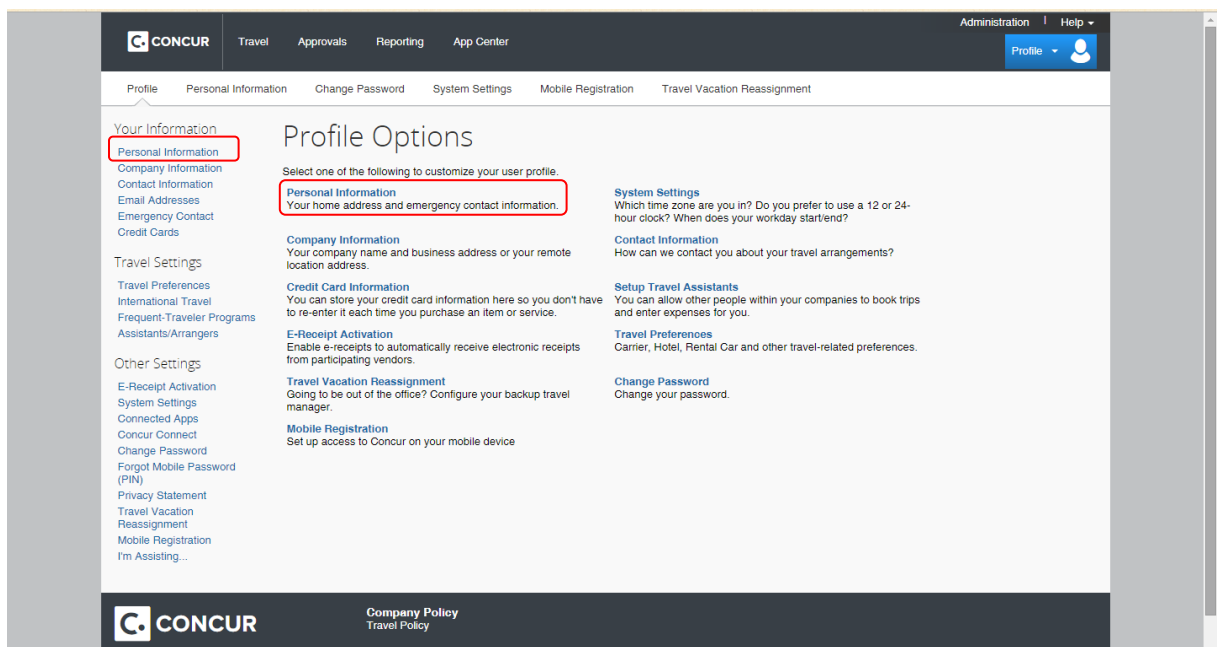 Administration | Help
C. CONCUR Travel Approvals Reporting App Center
Profile
Profile Personal Information Change Password System Settings Mobile Registration Travel Vacation Reassignment
Your Information
Personal Information
Company Information
Contact Information
Email Addresses
Emergency Contact
Credit Cards
Travel Settings
Travel Preferences
International Travel
Frequent-Traveler Programs
Assistants/Arrangers
Other Settings
E-Receipt Activation
System Settings
Connected Apps
Concur Connect
Change Password
Forgot Mobile Password
(PIN)
Privacy Statement
Travel Vacation
Reassignment
Mobile Registration
I'm Assisting...
Profile Options
Select one of the following to customize your user profile.
Personal Information
Your home address and emergency contact information.
Company Information
Your company name and business address or your remote
location address.
Credit Card Information
You can store your credit card information here so you don't have
to re-enter it each time you purchase an item or service.
E-Receipt Activation
Enable e-receipts to automatically receive electronic receipts
from participating vendors.
Travel Vacation Reassignment
Going to be out of the office? Configure your backup travel
manager.
Mobile Registration
Set up access to Concur on your mobile device
System Settings
Which time zone are you in? Do you prefer to use a 12 or 24-
hour clock? When does your workday start/end?
Contact Information
How can we contact you about your travel arrangements?
Setup Travel Assistants
You can allow other people within your companies to book trips
and enter expenses for you.
Travel Preferences
Carrier, Hotel, Rental Car and other travel-related preferences.
Change Password
Change your password.
C. CONCUR
Company Policy
Travel Policy